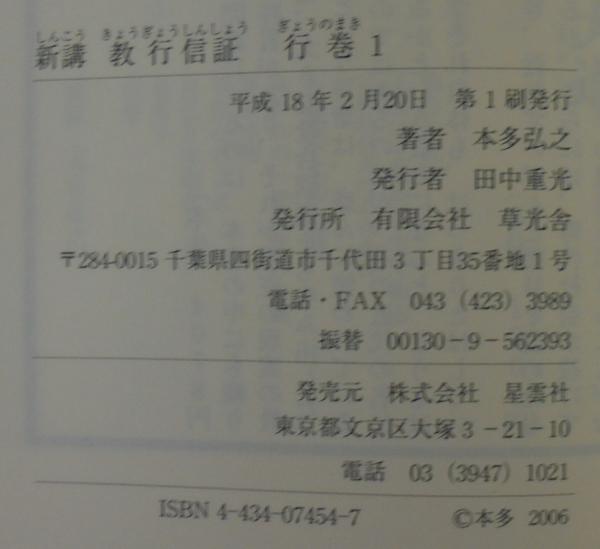 しんこう きょうぎょうしんしょう ぎょうのまき
新講 教行信証 行巻1
平成18年2月20日 第1刷発行
著者 本多弘之
発行者 田中重光
発行所 有限会社 草光舎
〒284-0015 千葉県四街道市千代田3丁目35番地1号
電話・FAX 043 (423) 3989
振替 00130-9-562393
発売元 株式会社 星雲社
東京都文京区大塚3-21-10
電話 03 (3947) 1021
ISBN 4-434-07454-7 ©本多 2006